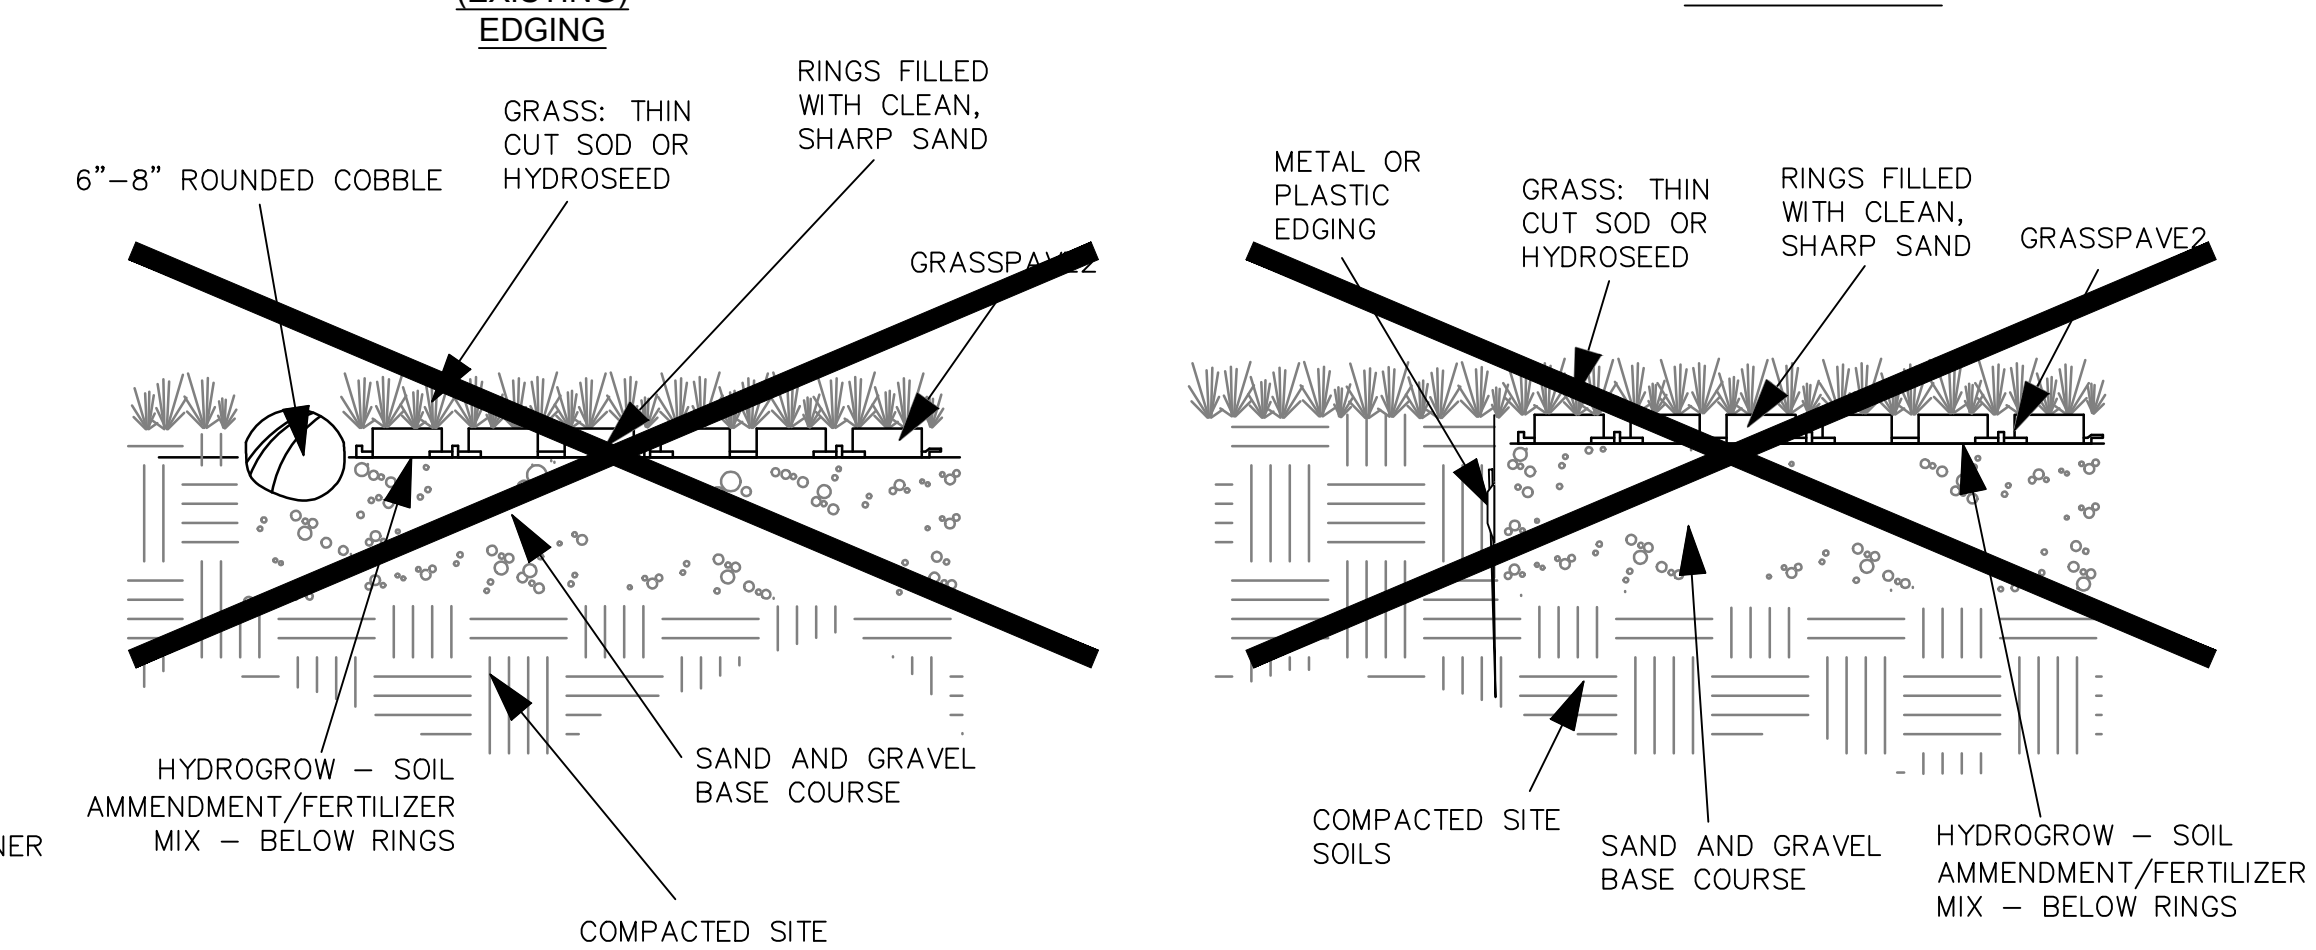 (EXISTING)
EDGING
RINGS FILLED
WITH CLEAN,
SHARP SAND
GRASS: THIN
CUT SOD OR
HYDROSEED
6”–8” ROUNDED COBBLE
GRASSPAVE2
HYDROGROW – SOIL
AMMENDMENT/FERTILIZER
MIX – BELOW RINGS
SAND AND GRAVEL
BASE COURSE
COMPACTED SITE
METAL OR
PLASTIC
EDGING
GRASS: THIN
CUT SOD OR
HYDROSEED
RINGS FILLED
WITH CLEAN,
SHARP SAND
GRASSPAVE2
COMPACTED SITE
SOILS
SAND AND GRAVEL
BASE COURSE
HYDROGROW – SOIL
AMMENDMENT/FERTILIZER
MIX – BELOW RINGS